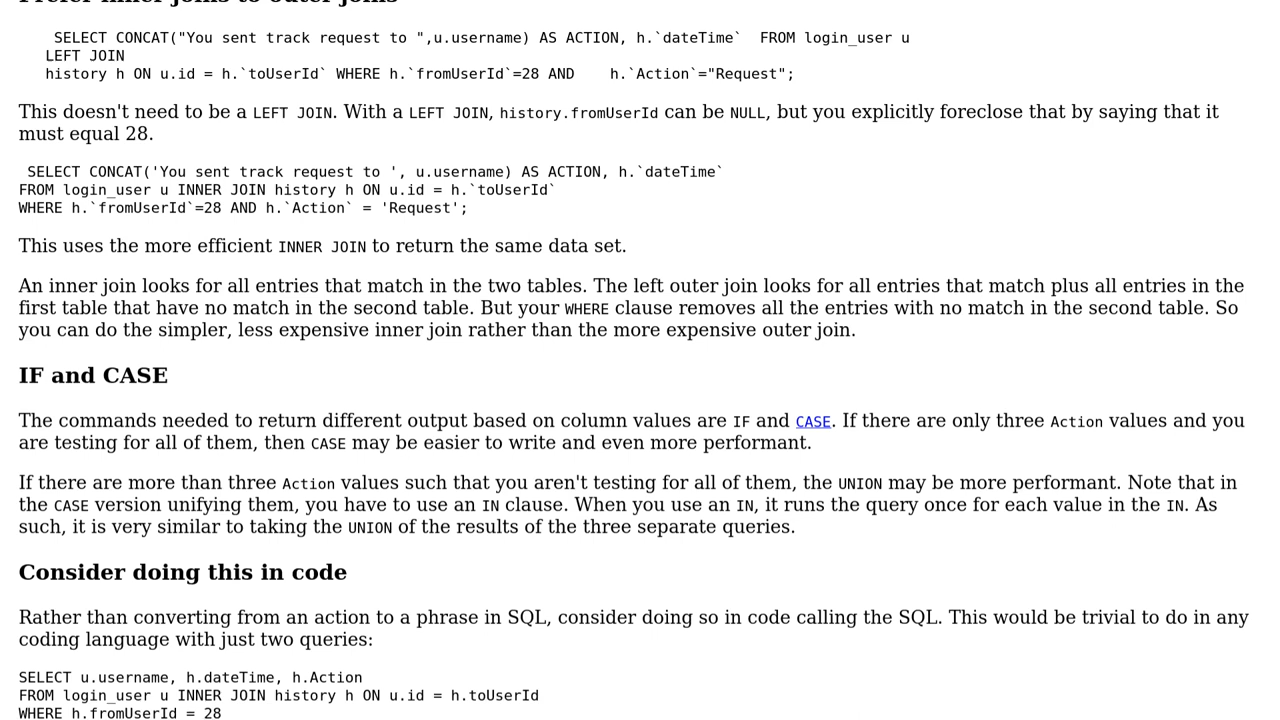 Prefer inner joins to outer joins
SELECT CONCAT("You sent track request to ",u.username) AS ACTION, h.`dateTime`  FROM login_user u
LEFT JOIN
history h ON u.id = h.`toUserId` WHERE h.`fromUserId`=28 AND    h.`Action`="Request";
This doesn't need to be a LEFT JOIN. With a LEFT JOIN, history.fromUserId can be NULL, but you explicitly foreclose that by saying that it
must equal 28.
SELECT CONCAT('You sent track request to ', u.username) AS ACTION, h.`dateTime`
FROM login_user u INNER JOIN history h ON u.id = h.`toUserId`
WHERE h.`fromUserId`=28 AND h.`Action` = 'Request';
This uses the more efficient INNER JOIN to return the same data set.
An inner join looks for all entries that match in the two tables. The left outer join looks for all entries that match plus all entries in the
first table that have no match in the second table. But your WHERE clause removes all the entries with no match in the second table. So
you can do the simpler, less expensive inner join rather than the more expensive outer join.
IF and CASE
The commands needed to return different output based on column values are IF and CASE. If there are only three Action values and you
are testing for all of them, then CASE may be easier to write and even more performant.
If there are more than three Action values such that you aren't testing for all of them, the UNION may be more performant. Note that in
the CASE version unifying them, you have to use an IN clause. When you use an IN, it runs the query once for each value in the IN. As
such, it is very similar to taking the UNION of the results of the three separate queries.
Consider doing this in code
Rather than converting from an action to a phrase in SQL, consider doing so in code calling the SQL. This would be trivial to do in any
coding language with just two queries:
SELECT u.username, h.dateTime, h.Action
FROM login_user u INNER JOIN history h ON u.id = h.toUserId
WHERE h.fromUserId = 28